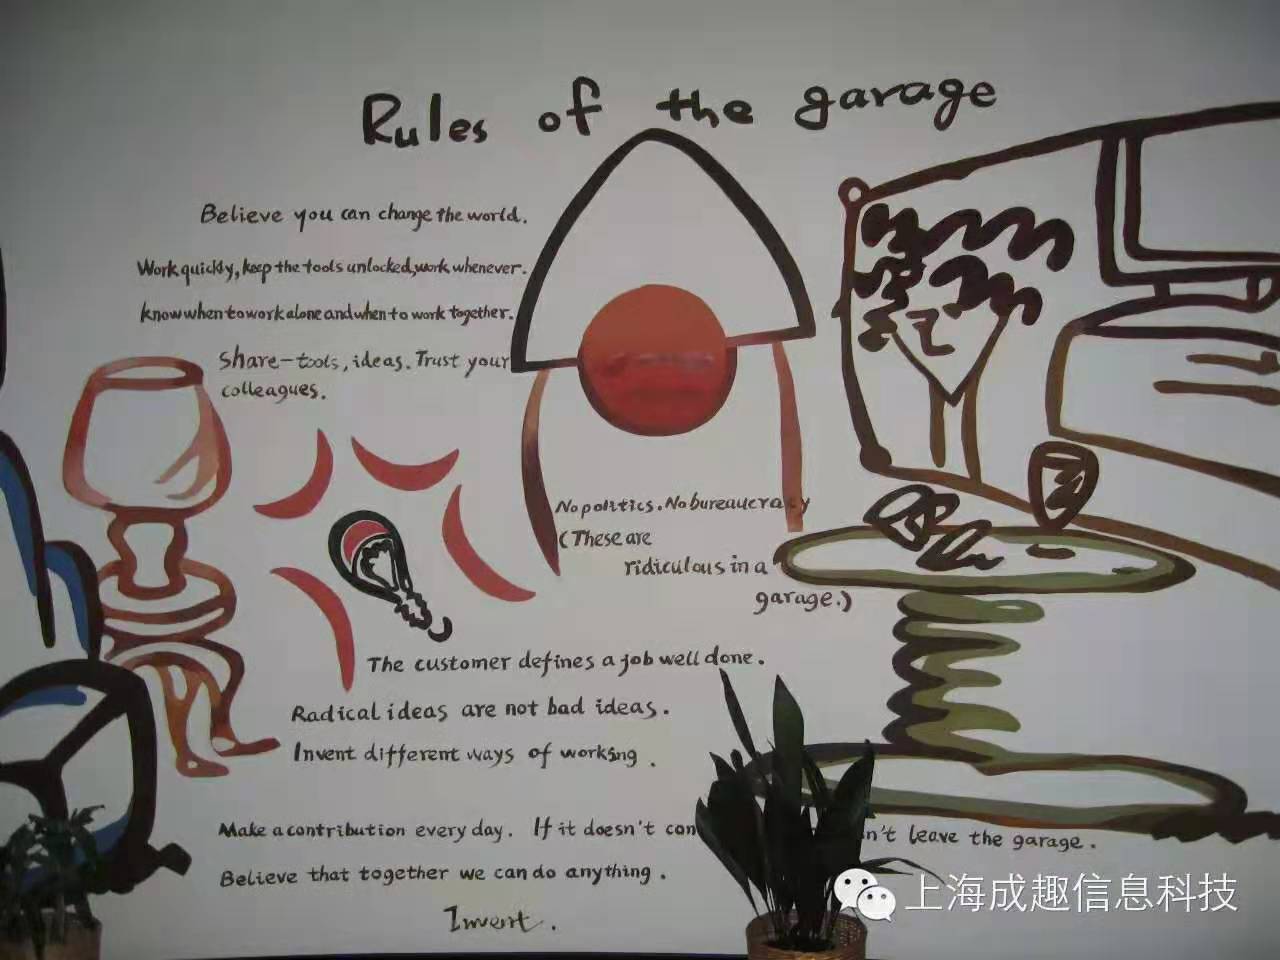 Rules of the garage
Believe you can change the world.
Work quickly, keep the tools unlocked, work whenever.
know when to work alone and when to work together.
Share - tools, ideas. Trust your
colleagues.
No politics. No bureaucracy
(These are
ridiculous in a
garage.)
The customer defines a job well done.
Radical ideas are not bad ideas.
Invent different ways of working.
Make a contribution every day. If it doesn't con n't leave the garage.
Believe that together we can do anything.
Invent.
上海成趣信息科技